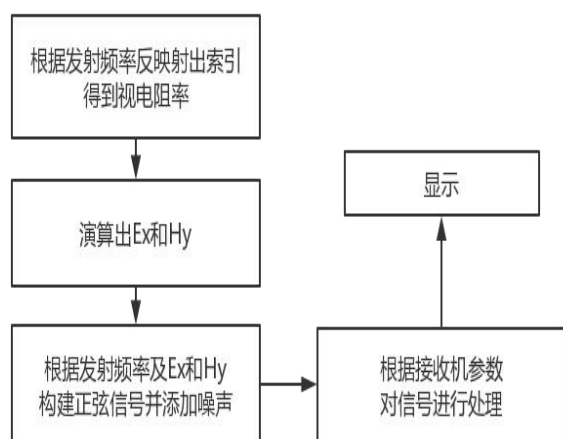 根据发射频率反映射出索引
得到视电阻率
演算出Ex和Hy
根据发射频率及Ex和Hy
构建正弦信号并添加噪声
根据接收机参数
对信号进行处理
显示